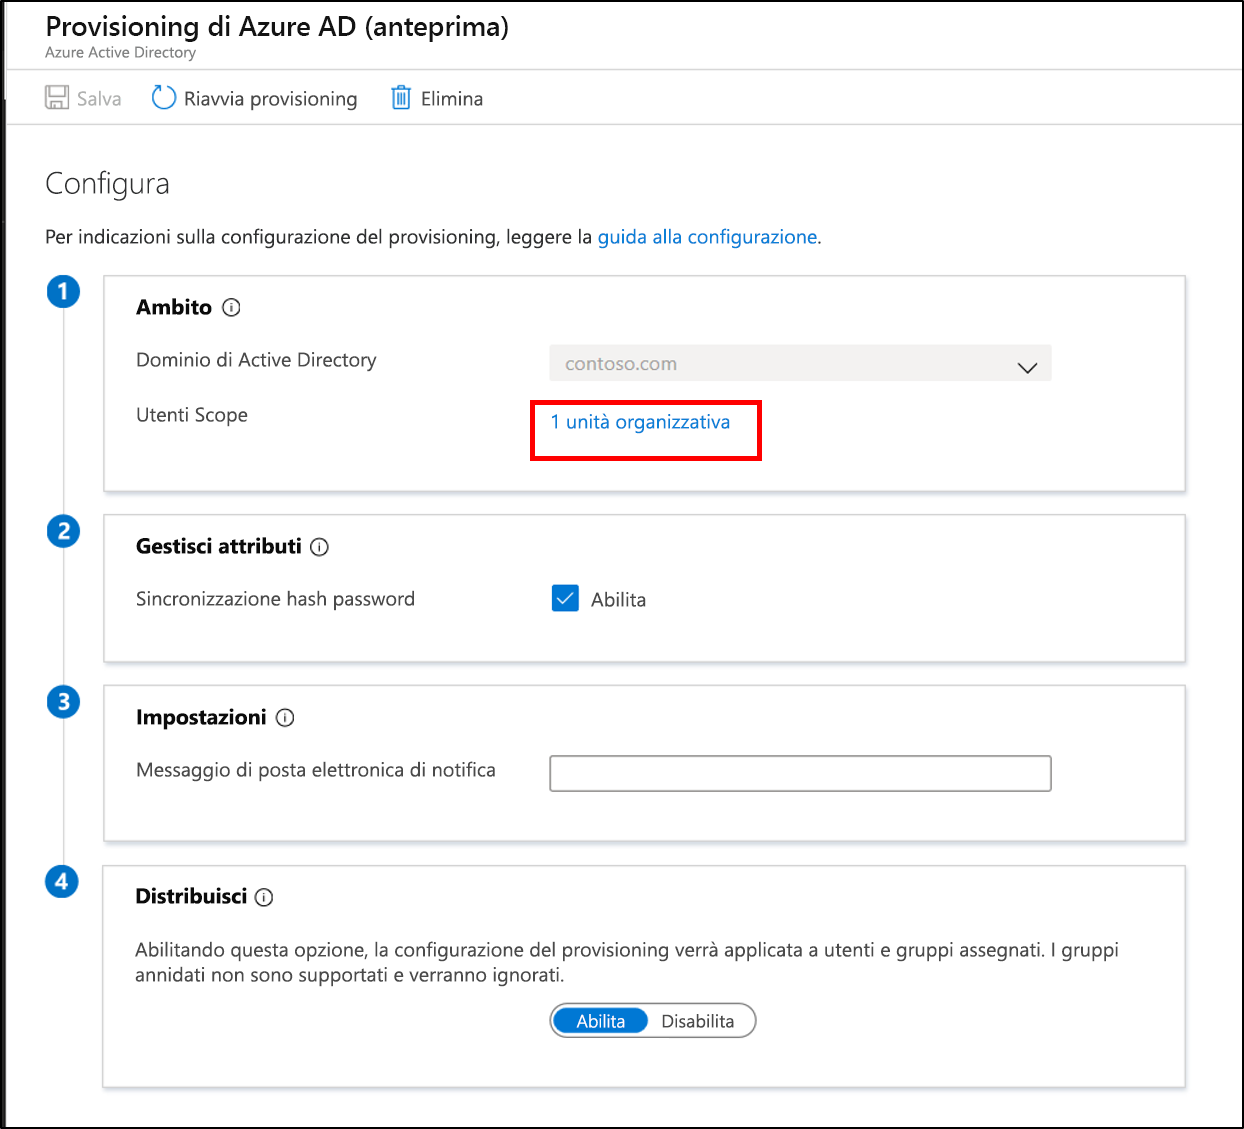 Provisioning di Azure AD (anteprima)
Azure Active Directory
Salva Riavvia provisioning Elimina
Configura
Per indicazioni sulla configurazione del provisioning, leggere la guida alla configurazione.
1
Ambito
Dominio di Active Directory contoso.com
Utenti Scope 1 unità organizzativa
2
Gestisci attributi
Sincronizzazione hash password Abilita
3
Impostazioni
Messaggio di posta elettronica di notifica
4
Distribuisci
Abilitando questa opzione, la configurazione del provisioning verrà applicata a utenti e gruppi assegnati. I gruppi
annidati non sono supportati e verranno ignorati.
Abilita Disabilita